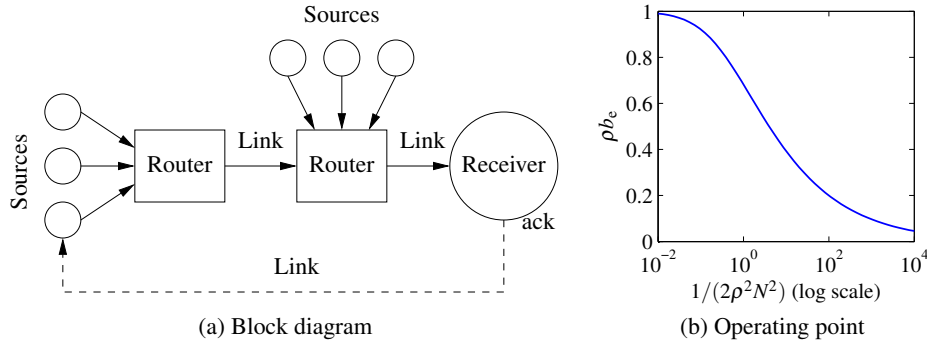 Sources
Sources
Router
Link
Router
Link
Receiver
ack
Link
(a) Block diagram
1
0.8
0.6
0.4
0.2
0
ρb_e
10^−2
10^0
10^2
10^4
1/(2ρ^2N^2) (log scale)
(b) Operating point